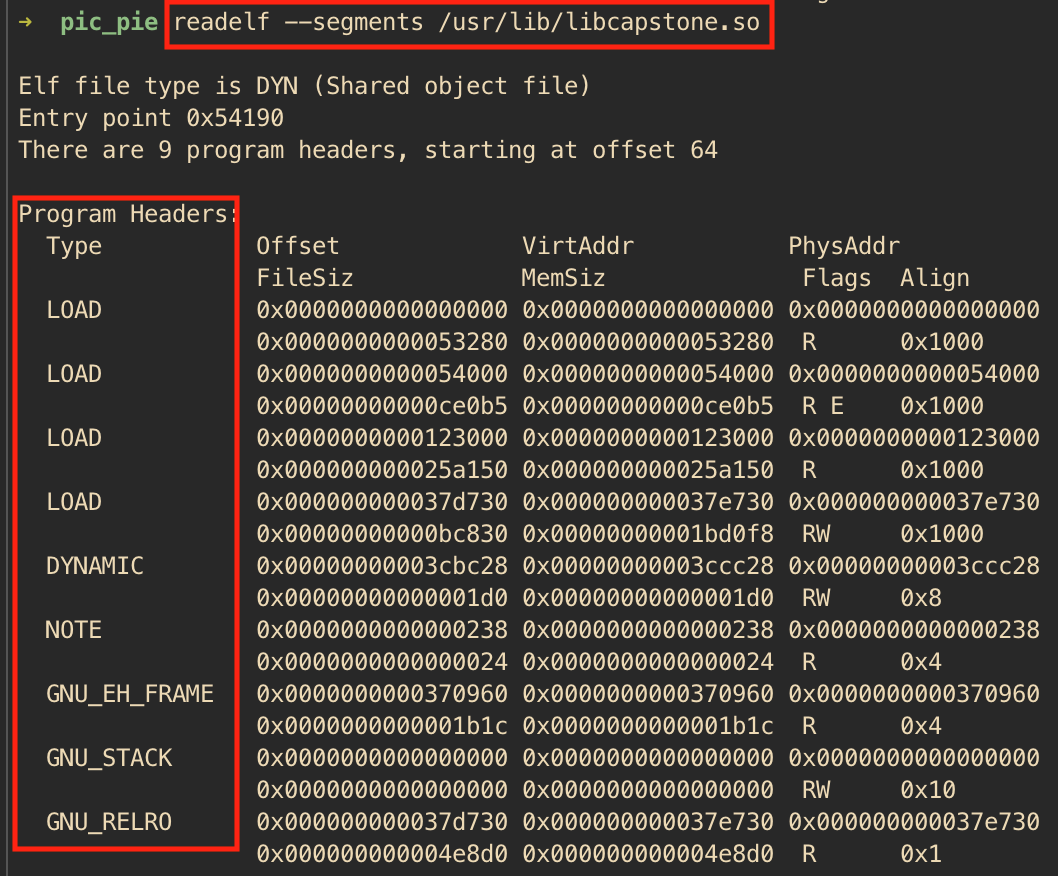 → pic_pie readelf --segments /usr/lib/libcapstone.so
Elf file type is DYN (Shared object file)
Entry point 0x54190
There are 9 program headers, starting at offset 64
Program Headers:
Type Offset VirtAddr PhysAddr
FileSiz MemSiz Flags Align
LOAD 0x0000000000000000 0x0000000000000000 0x0000000000000000
0x0000000000053280 0x0000000000053280 R 0x1000
LOAD 0x0000000000054000 0x0000000000054000 0x0000000000054000
0x00000000000ce0b5 0x00000000000ce0b5 R E 0x1000
LOAD 0x0000000000123000 0x0000000000123000 0x0000000000123000
0x000000000025a150 0x000000000025a150 R 0x1000
LOAD 0x000000000037d730 0x000000000037e730 0x000000000037e730
0x00000000000bc830 0x00000000001bd0f8 RW 0x1000
DYNAMIC 0x00000000003cbc28 0x00000000003ccc28 0x00000000003ccc28
0x00000000000001d0 0x00000000000001d0 RW 0x8
NOTE 0x0000000000000238 0x0000000000000238 0x0000000000000238
0x0000000000000024 0x0000000000000024 R 0x4
GNU_EH_FRAME 0x0000000000370960 0x0000000000370960 0x0000000000370960
0x0000000000001b1c 0x0000000000001b1c R 0x4
GNU_STACK 0x0000000000000000 0x0000000000000000 0x0000000000000000
0x0000000000000000 0x0000000000000000 RW 0x10
GNU_RELRO 0x000000000037d730 0x000000000037e730 0x000000000037e730
0x000000000004e8d0 0x000000000004e8d0 R 0x1